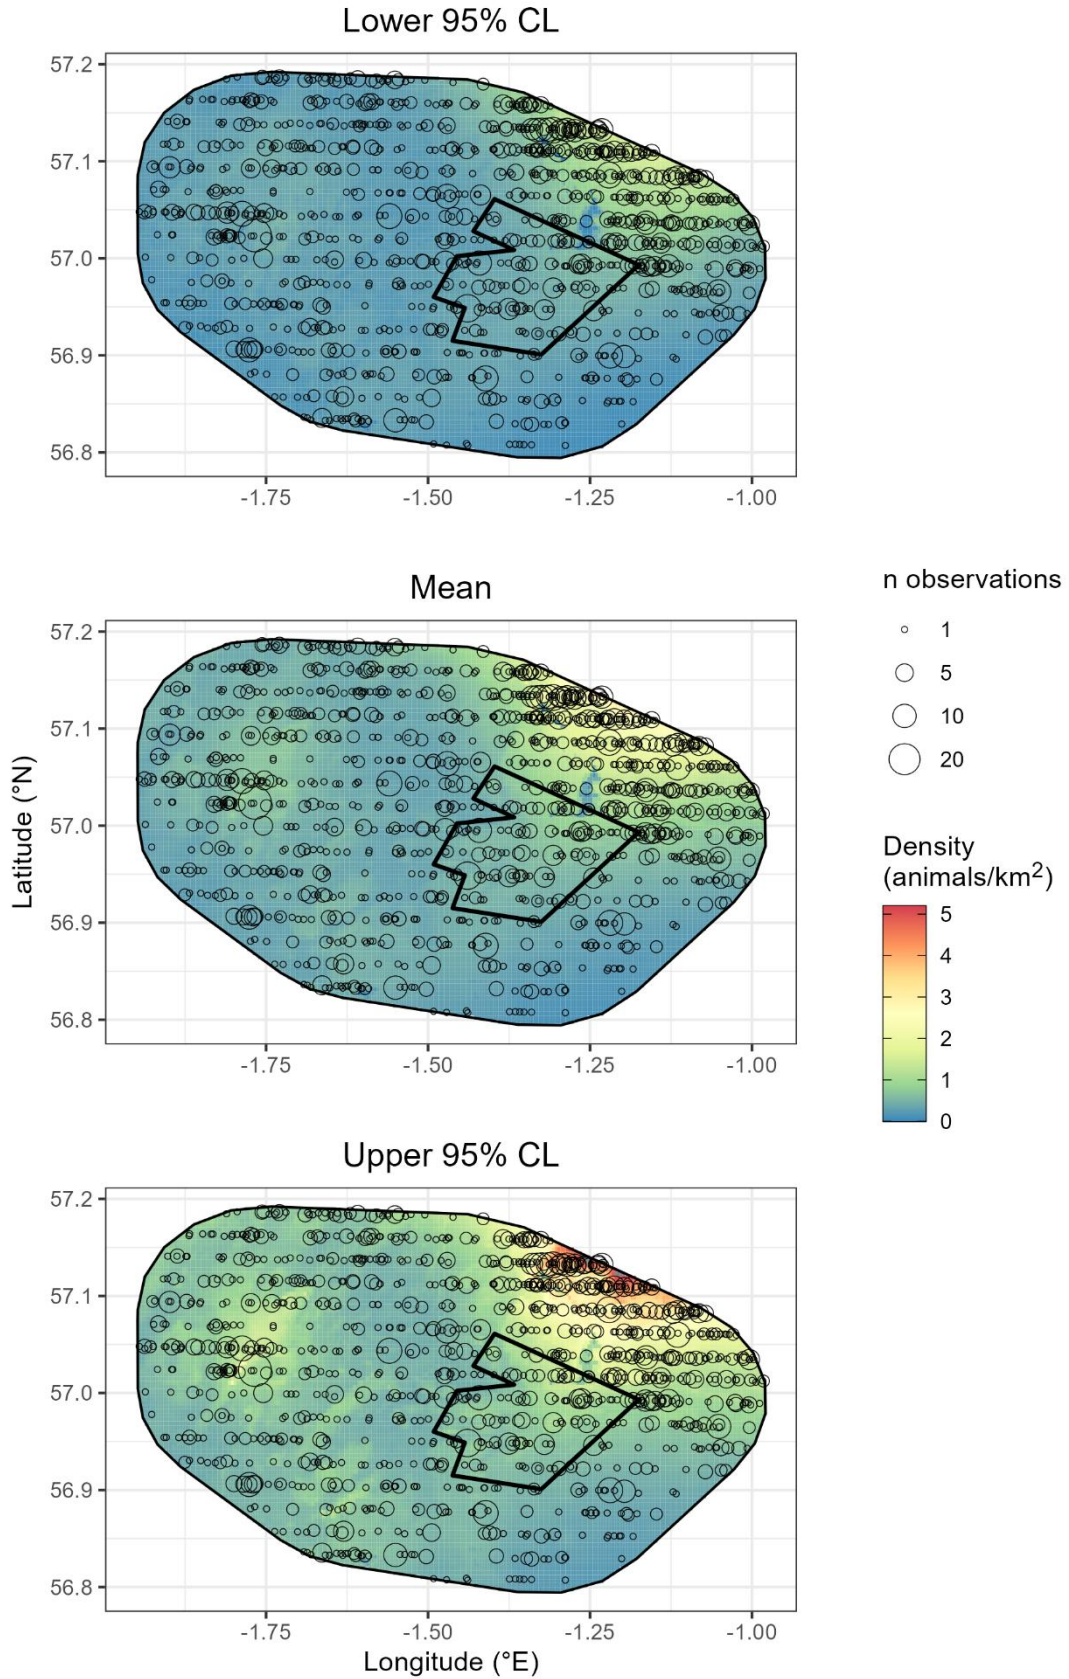 Lower 95% CL
57.2
57.1
57.0
56.9
56.8
-1.75 -1.50 -1.25 -1.00
Mean
57.2
57.1
57.0
56.9
56.8
-1.75 -1.50 -1.25 -1.00
Latitude (°N)
n observations
1
5
10
20
Density
(animals/km²)
5
4
3
2
1
0
Upper 95% CL
57.2
57.1
57.0
56.9
56.8
-1.75 -1.50 -1.25 -1.00
Longitude (°E)